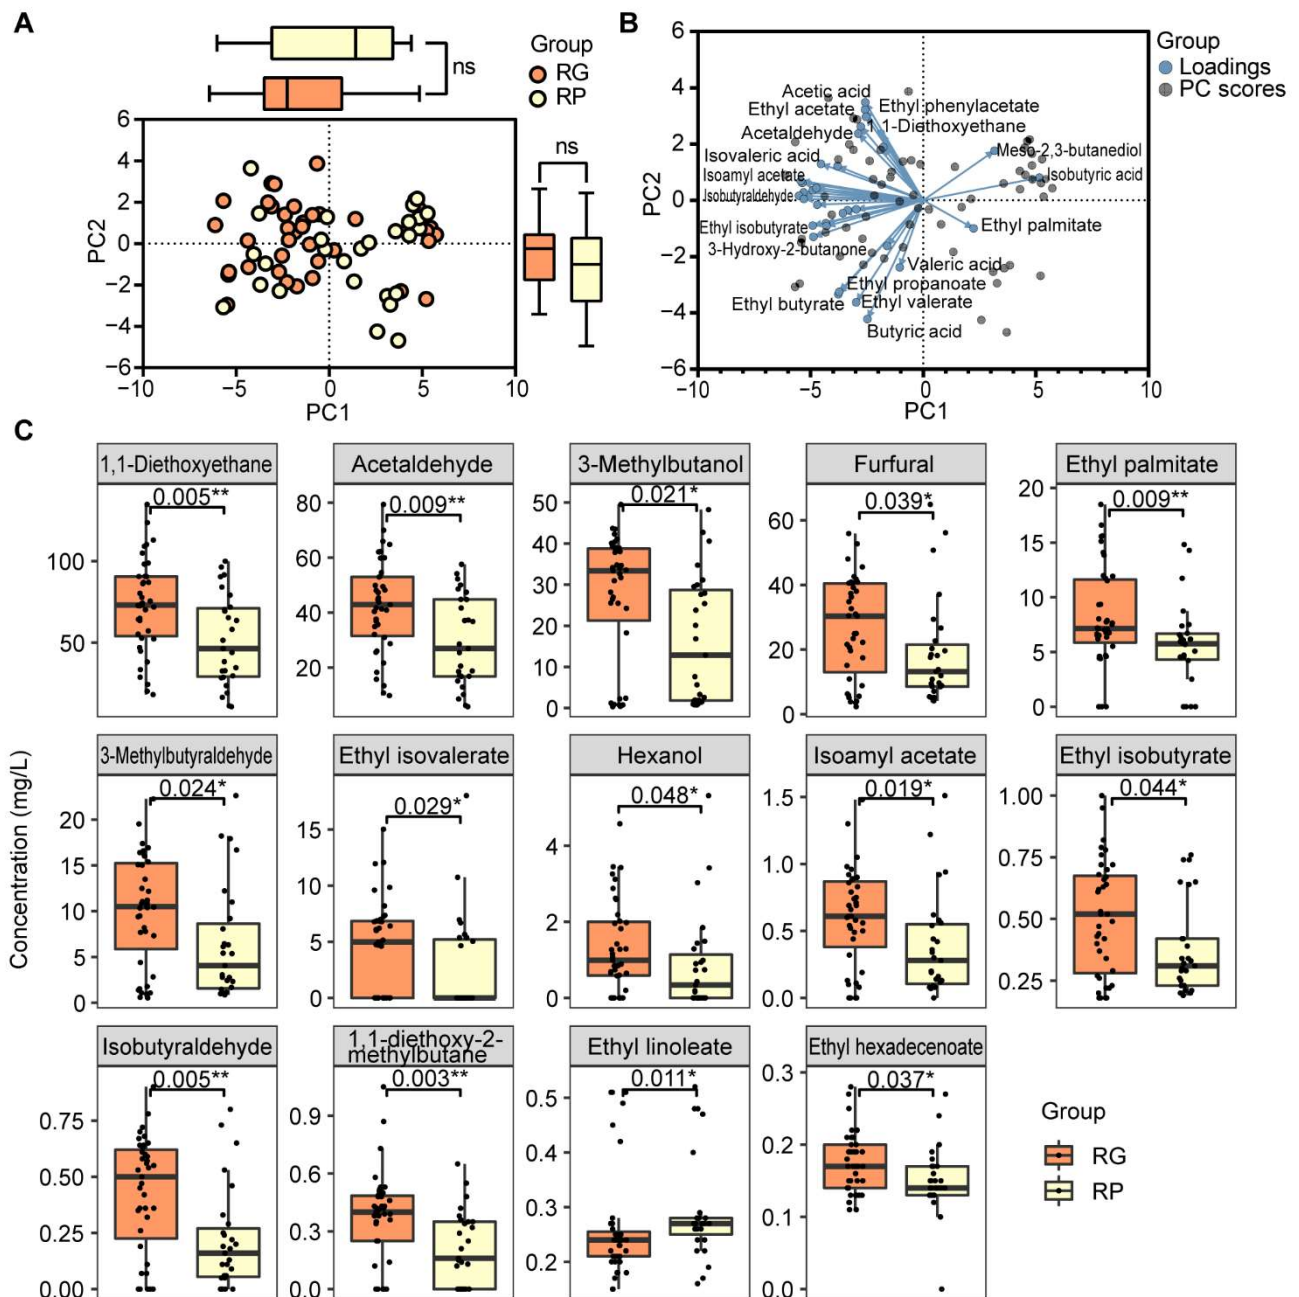 A
ns
Group
RG
RP
6
4
2
0
−2
−4
−6
PC2
−10
−5
0
5
10
PC1
ns
B
6
4
2
0
−2
−4
−6
PC2
−10
−5
0
5
10
PC1
Group
Loadings
PC scores
Acetic acid
Ethyl phenylacetate
Ethyl acetate
1,1-Diethoxyethane
Acetaldehyde
Meso-2,3-butanediol
Isovaleric acid
Isoamyl acetate
Isobutyric acid
Isobutyraldehyde
Ethyl isobutyrate
Ethyl palmitate
3-Hydroxy-2-butanone
Valeric acid
Ethyl propanoate
Ethyl butyrate
Ethyl valerate
Butyric acid
C
Concentration (mg/L)
1,1-Diethoxyethane
0.005**
100
50
Acetaldehyde
0.009**
80
60
40
20
3-Methylbutanol
0.021*
50
40
30
20
10
0
Furfural
0.039*
60
40
20
0
Ethyl palmitate
0.009**
20
15
10
5
0
3-Methylbutyraldehyde
0.024*
20
15
10
5
0
Ethyl isovalerate
0.029*
15
10
5
0
Hexanol
0.048*
4
2
0
Isoamyl acetate
0.019*
1.5
1.0
0.5
0.0
Ethyl isobutyrate
0.044*
1.00
0.75
0.50
0.25
Isobutyraldehyde
0.005**
0.75
0.50
0.25
0.00
1,1-diethoxy-2-
methylbutane
0.003**
0.9
0.6
0.3
0.0
Ethyl linoleate
0.011*
0.5
0.4
0.3
0.2
Ethyl hexadecenoate
0.037*
0.3
0.2
0.1
0.0
Group
RG
RP